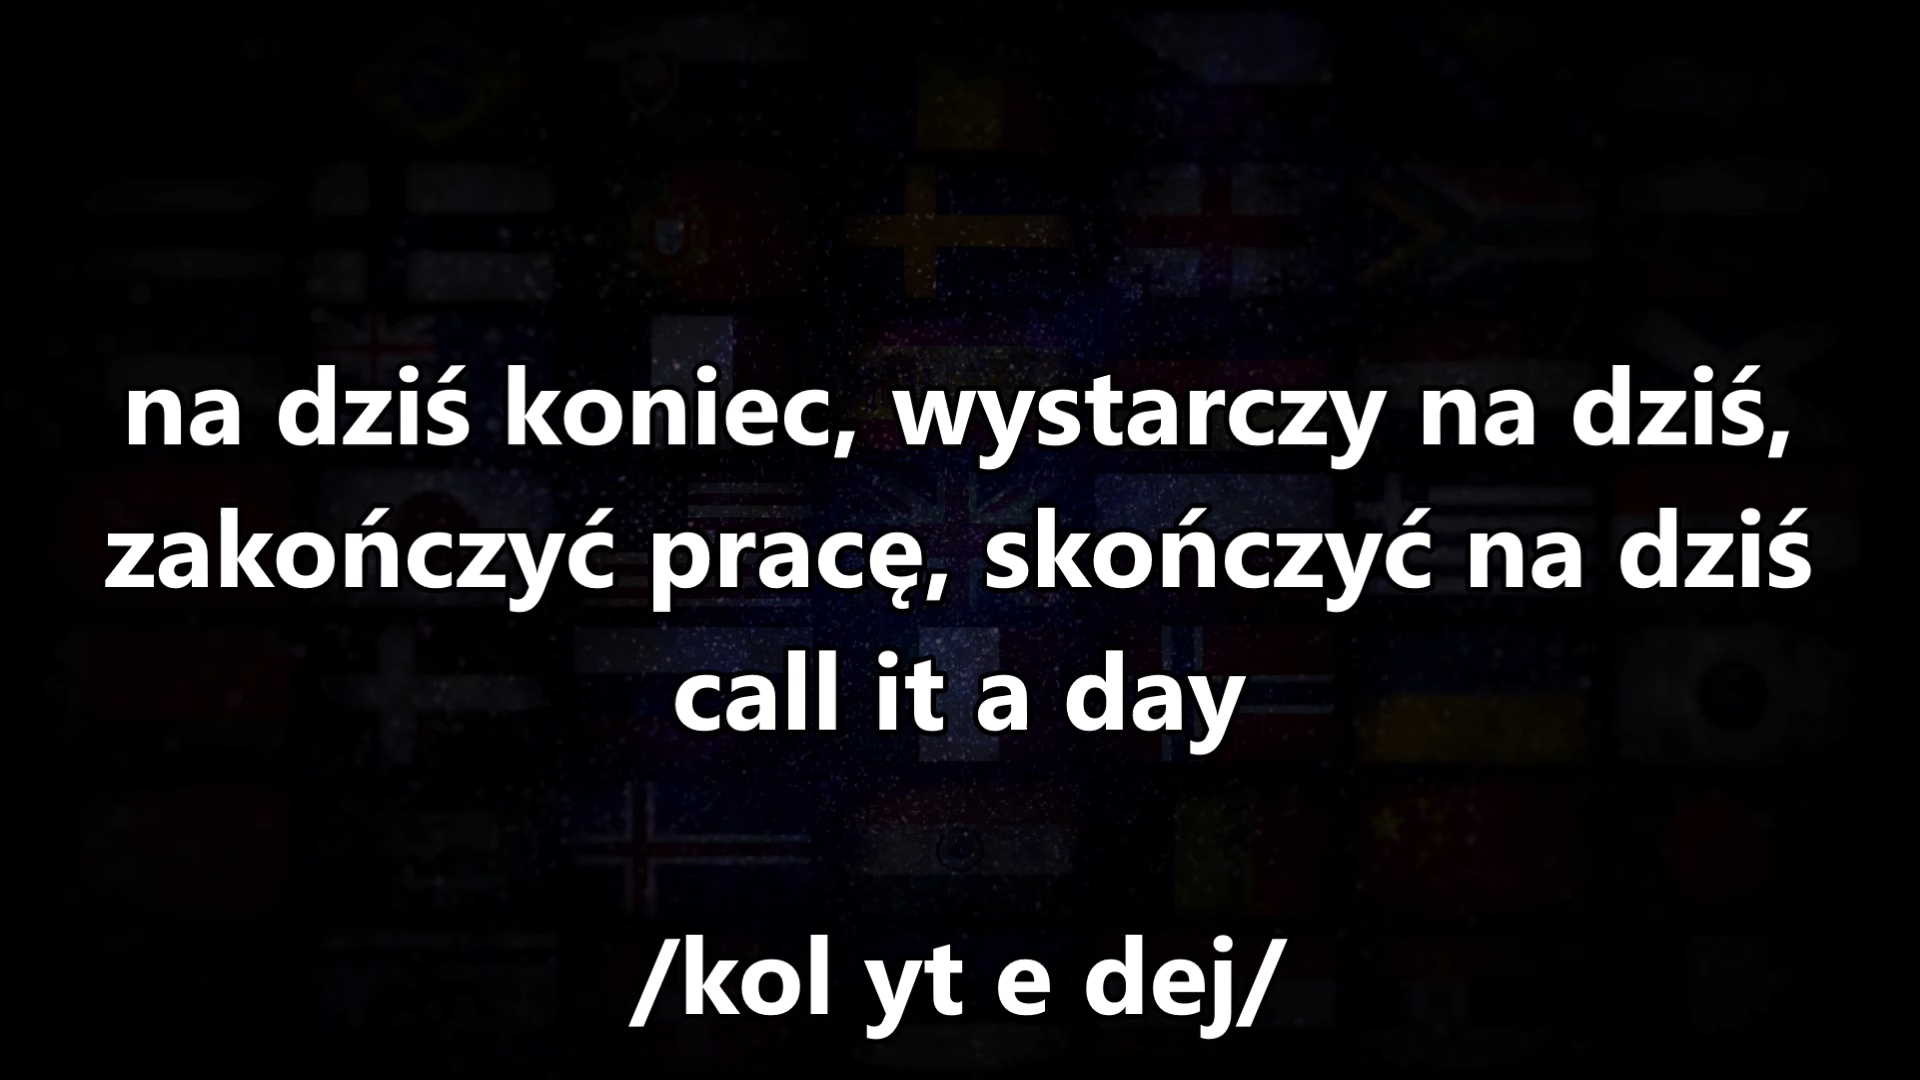 na dziś koniec, wystarczy na dziś,
zakończyć pracę, skończyć na dziś
call it a day
/kol yt e dej/